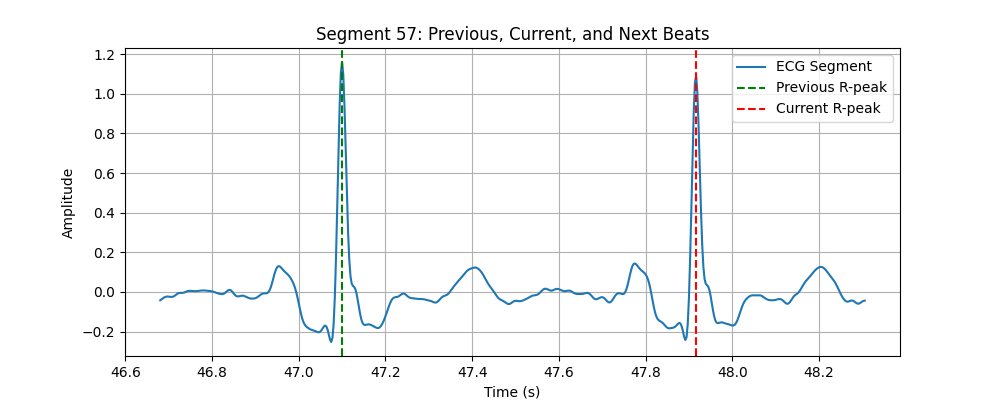 Segment 57: Previous, Current, and Next Beats
1.2
1.0
0.8
0.6
0.4
0.2
0.0
−0.2
Amplitude
ECG Segment
Previous R-peak
Current R-peak
46.6 46.8 47.0 47.2 47.4 47.6 47.8 48.0 48.2
Time (s)